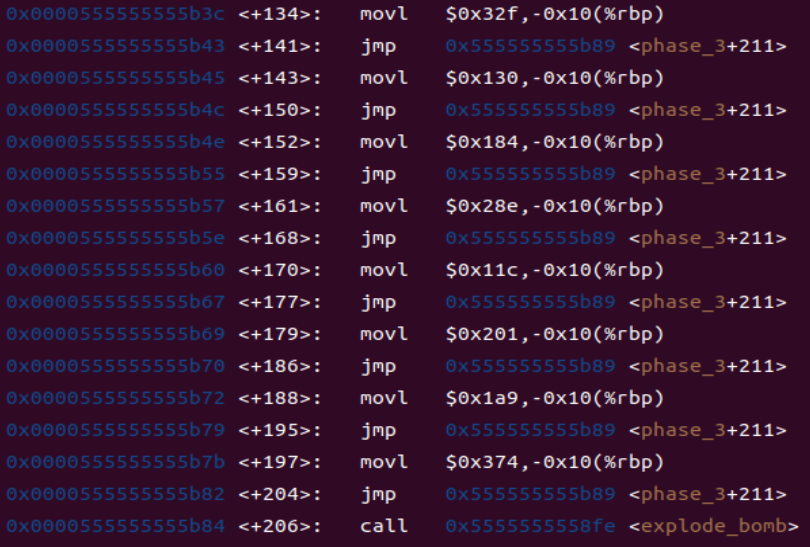 0x0000555555555b3c <+134>: movl $0x32f,-0x10(%rbp)
0x0000555555555b43 <+141>: jmp 0x555555555b89 <phase_3+211>
0x0000555555555b45 <+143>: movl $0x130,-0x10(%rbp)
0x0000555555555b4c <+150>: jmp 0x555555555b89 <phase_3+211>
0x0000555555555b4e <+152>: movl $0x184,-0x10(%rbp)
0x0000555555555b55 <+159>: jmp 0x555555555b89 <phase_3+211>
0x0000555555555b57 <+161>: movl $0x28e,-0x10(%rbp)
0x0000555555555b5e <+168>: jmp 0x555555555b89 <phase_3+211>
0x0000555555555b60 <+170>: movl $0x11c,-0x10(%rbp)
0x0000555555555b67 <+177>: jmp 0x555555555b89 <phase_3+211>
0x0000555555555b69 <+179>: movl $0x201,-0x10(%rbp)
0x0000555555555b70 <+186>: jmp 0x555555555b89 <phase_3+211>
0x0000555555555b72 <+188>: movl $0x1a9,-0x10(%rbp)
0x0000555555555b79 <+195>: jmp 0x555555555b89 <phase_3+211>
0x0000555555555b7b <+197>: movl $0x374,-0x10(%rbp)
0x0000555555555b82 <+204>: jmp 0x555555555b89 <phase_3+211>
0x0000555555555b84 <+206>: call 0x5555555558fe <explode_bomb>